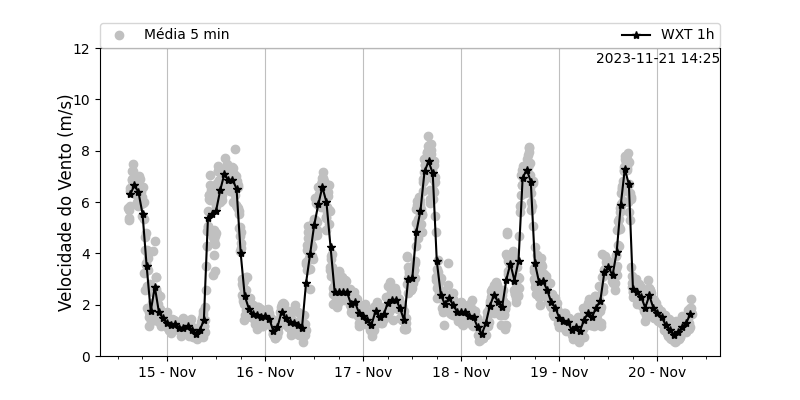 Média 5 min
WXT 1h
2023-11-21 14:25
Velocidade do Vento (m/s)
12
10
8
6
4
2
0
15 - Nov
16 - Nov
17 - Nov
18 - Nov
19 - Nov
20 - Nov